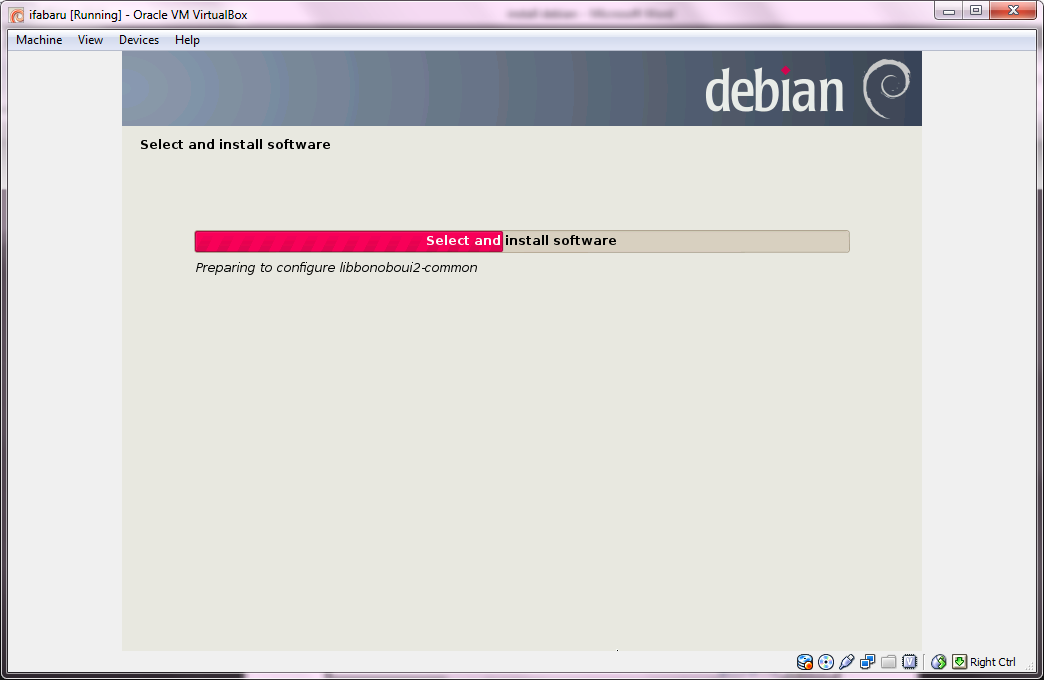 ifabaru [Running] - Oracle VM VirtualBox
Machine View Devices Help
debian
Select and install software
Select and install software
Preparing to configure libbonoboui2-common
Right Ctrl